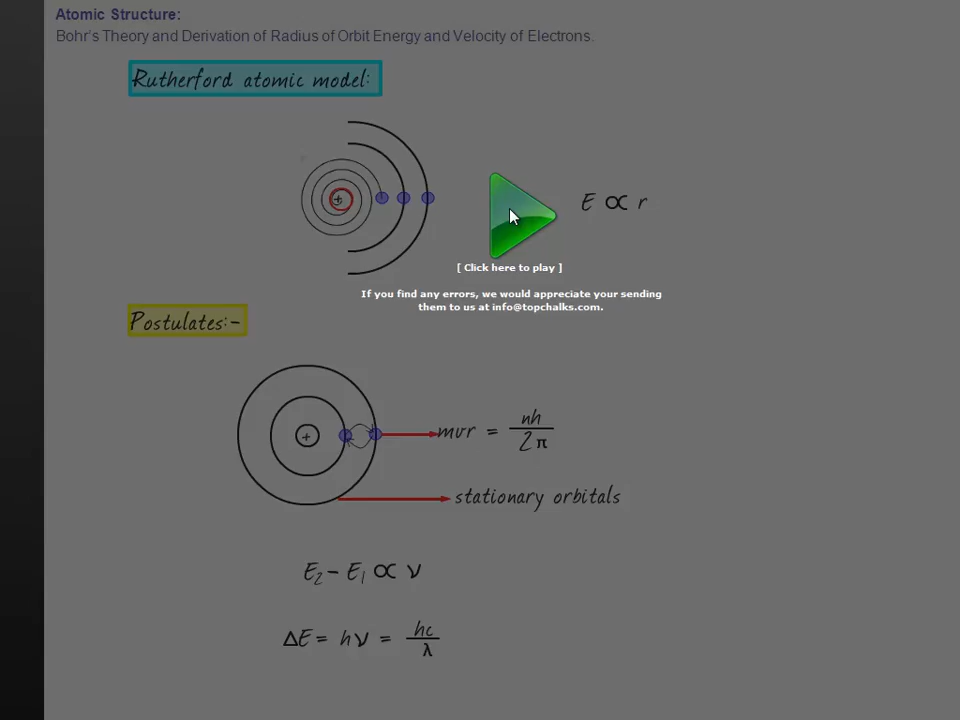 Atomic Structure:
Bohr's Theory and Derivation of Radius of Orbit Energy and Velocity of Electrons.
Rutherford atomic model:
+
E ∝ r
[ Click here to play ]
If you find any errors, we would appreciate your sending
them to us at info@topchalks.com.
Postulates:-
+
mvr = nh/2π
stationary orbitals
E₂ - E₁ ∝ ν
ΔE = hν = hc/λ